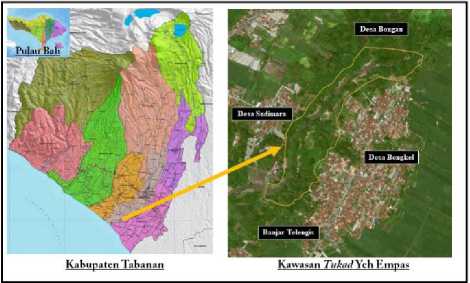 Pulau Bali
Kabupaten Tabanan
Desa Bongan
Desa Sudimara
Desa Bengkel
Banjar Telengis
Kawasan Tukad Yeh Empas